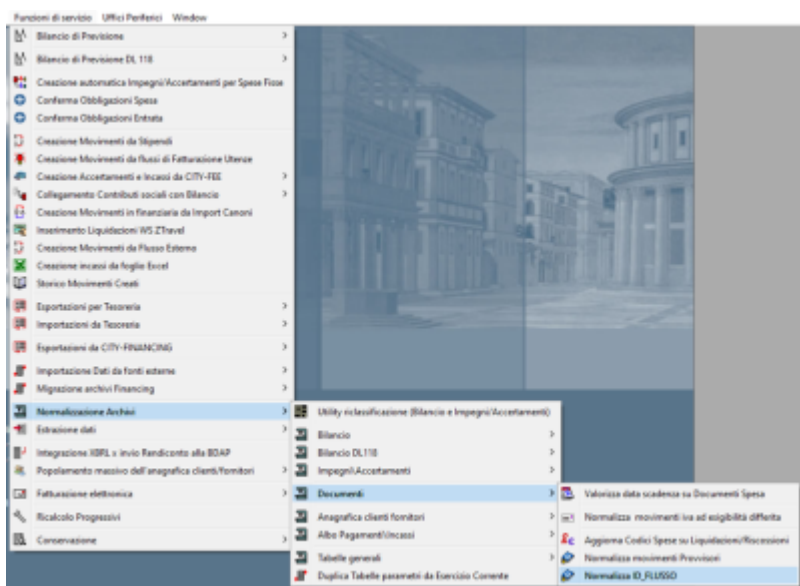 Funzioni di servizio Uffici Periferici Window
Bilancio di Previsione
Bilancio di Previsione DL 118
Creazione automatica Impegni/Accertamenti per Spese Fisse
Conferma Obbligazioni Spesa
Conferma Obbligazioni Entrata
Creazione Movimenti da Stipendi
Creazione Movimenti da flussi di Fatturazione Utenze
Creazione Accertamenti e Incassi da CITY-FEE
Collegamento Contributi sociali con Bilancio
Creazione Movimenti in finanziaria da Import Canoni
Inserimento Liquidazioni WS ZTravel
Creazione Movimenti da Flusso Esterno
Creazione incassi da foglio Excel
Storico Movimenti Creati
Esportazioni per Tesoreria
Importazioni da Tesoreria
Esportazioni da CITY-FINANCING
Importazione Dati da fonti esterne
Migrazione archivi Financing
Normalizzazione Archivi
Estrazione dati
Integrazione XBRL x invio Rendiconto alla BDAP
Popolamento massivo dell'anagrafica clienti/fornitori
Fatturazione elettronica
Ricalcolo Progressivi
Conservazione
Utility riclassificazione (Bilancio e Impegni/Accertamenti)
Bilancio
Bilancio DL118
Impegni\Accertamenti
Documenti
Anagrafica clienti fornitori
Albo Pagamenti\Incassi
Tabelle generali
Duplica Tabelle parametri da Esercizio Corrente
Valorizza data scadenza su Documenti Spesa
Normalizza movimenti iva ad esigibilità differita
Aggiorna Codici Spese su Liquidazioni/Riscossioni
Normalizza movimenti Provvisori
Normalizza ID_FLUSSO